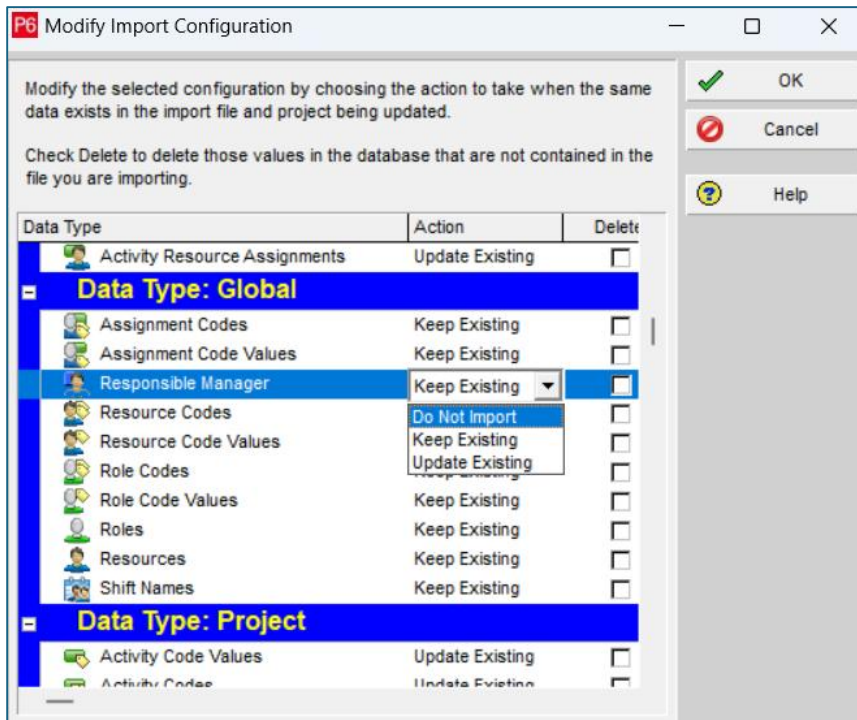 P6 Modify Import Configuration
Modify the selected configuration by choosing the action to take when the same
data exists in the import file and project being updated.
Check Delete to delete those values in the database that are not contained in the
file you are importing.
OK
Cancel
Help
Data Type Action Delete
Activity Resource Assignments Update Existing
Data Type: Global
Assignment Codes Keep Existing
Assignment Code Values Keep Existing
Responsible Manager Keep Existing
Do Not Import
Keep Existing
Update Existing
Resource Codes
Resource Code Values
Role Codes
Role Code Values Keep Existing
Roles Keep Existing
Resources Keep Existing
Shift Names Keep Existing
Data Type: Project
Activity Code Values Update Existing
Activity Codes Update Existing